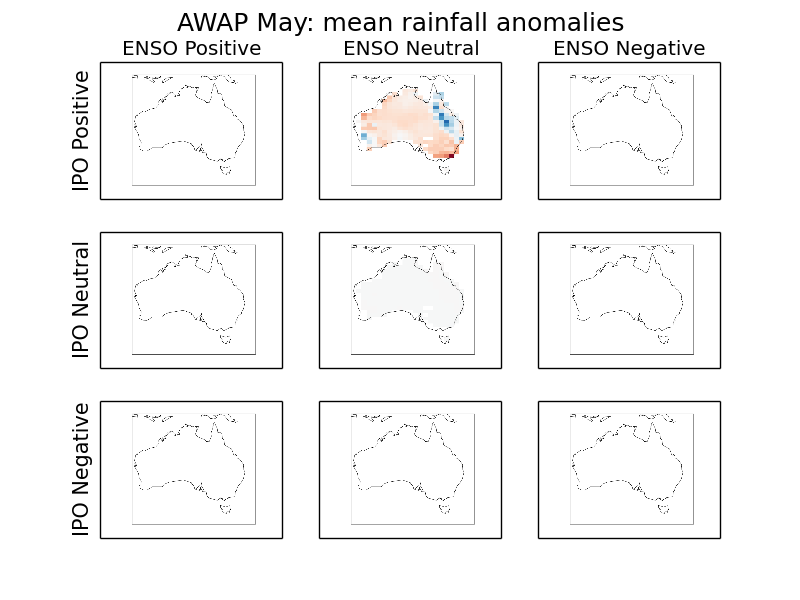 AWAP May: mean rainfall anomalies
ENSO Positive
ENSO Neutral
ENSO Negative
IPO Positive
IPO Neutral
IPO Negative